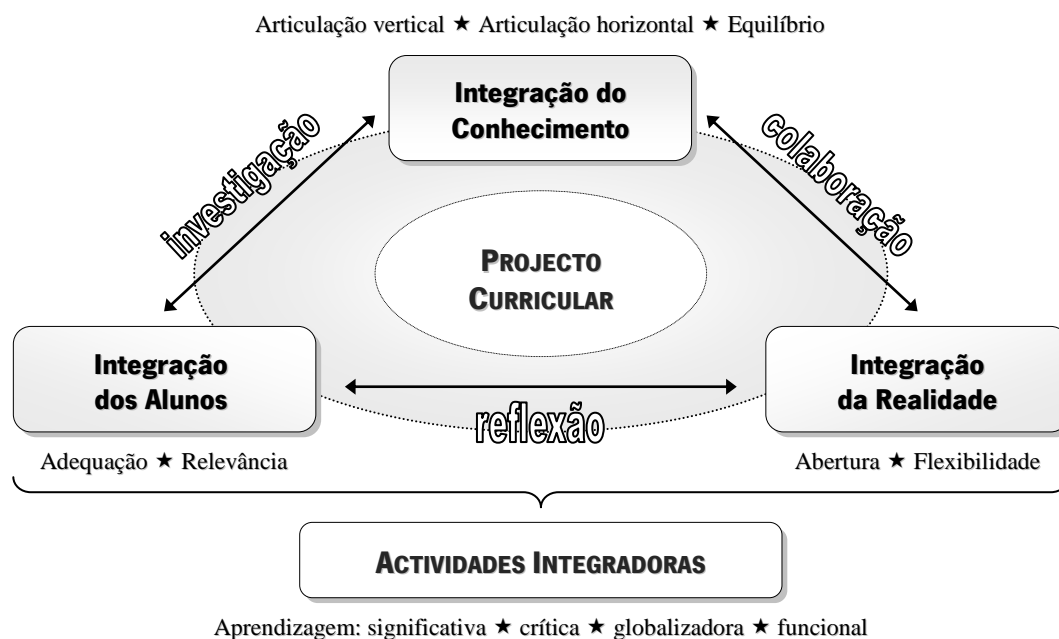 Articulação vertical ★ Articulação horizontal ★ Equilíbrio
Integração do
Conhecimento
investigação
colaboração
PROJECTO
CURRICULAR
Integração
dos Alunos
Integração
da Realidade
reflexão
Adequação ★ Relevância
Abertura ★ Flexibilidade
ACTIVIDADES INTEGRADORAS
Aprendizagem: significativa ★ crítica ★ globalizadora ★ funcional